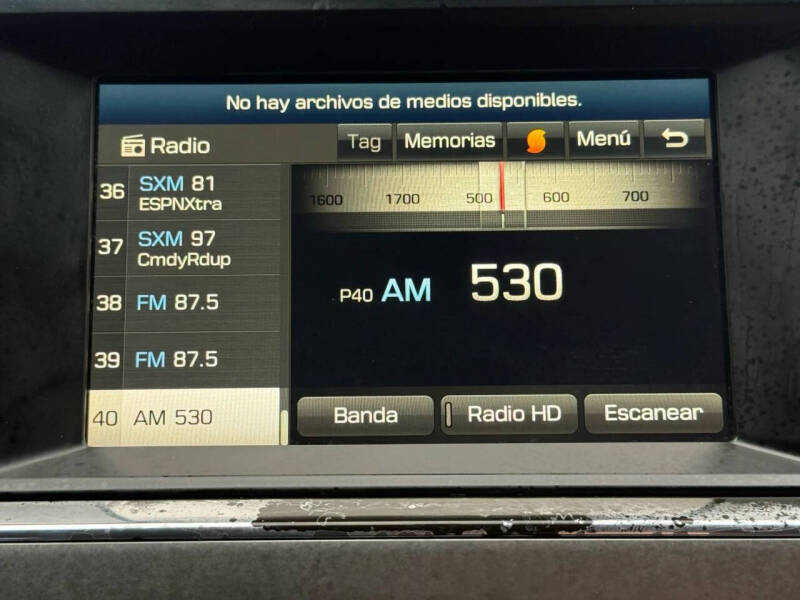 No hay archivos de medios disponibles.
Radio
Tag
Memorias
Menú
36 SXM 81
ESPNXtra
37 SXM 97
CmdyRdup
38 FM 87.5
39 FM 87.5
40 AM 530
1600 1700 500 600 700
P40 AM 530
Banda
Radio HD
Escanear